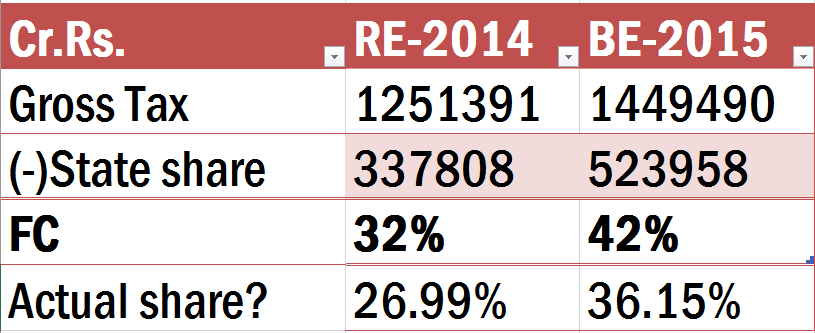 Cr.Rs. RE-2014 BE-2015
Gross Tax 1251391 1449490
(-)State share 337808 523958
FC 32% 42%
Actual share? 26.99% 36.15%